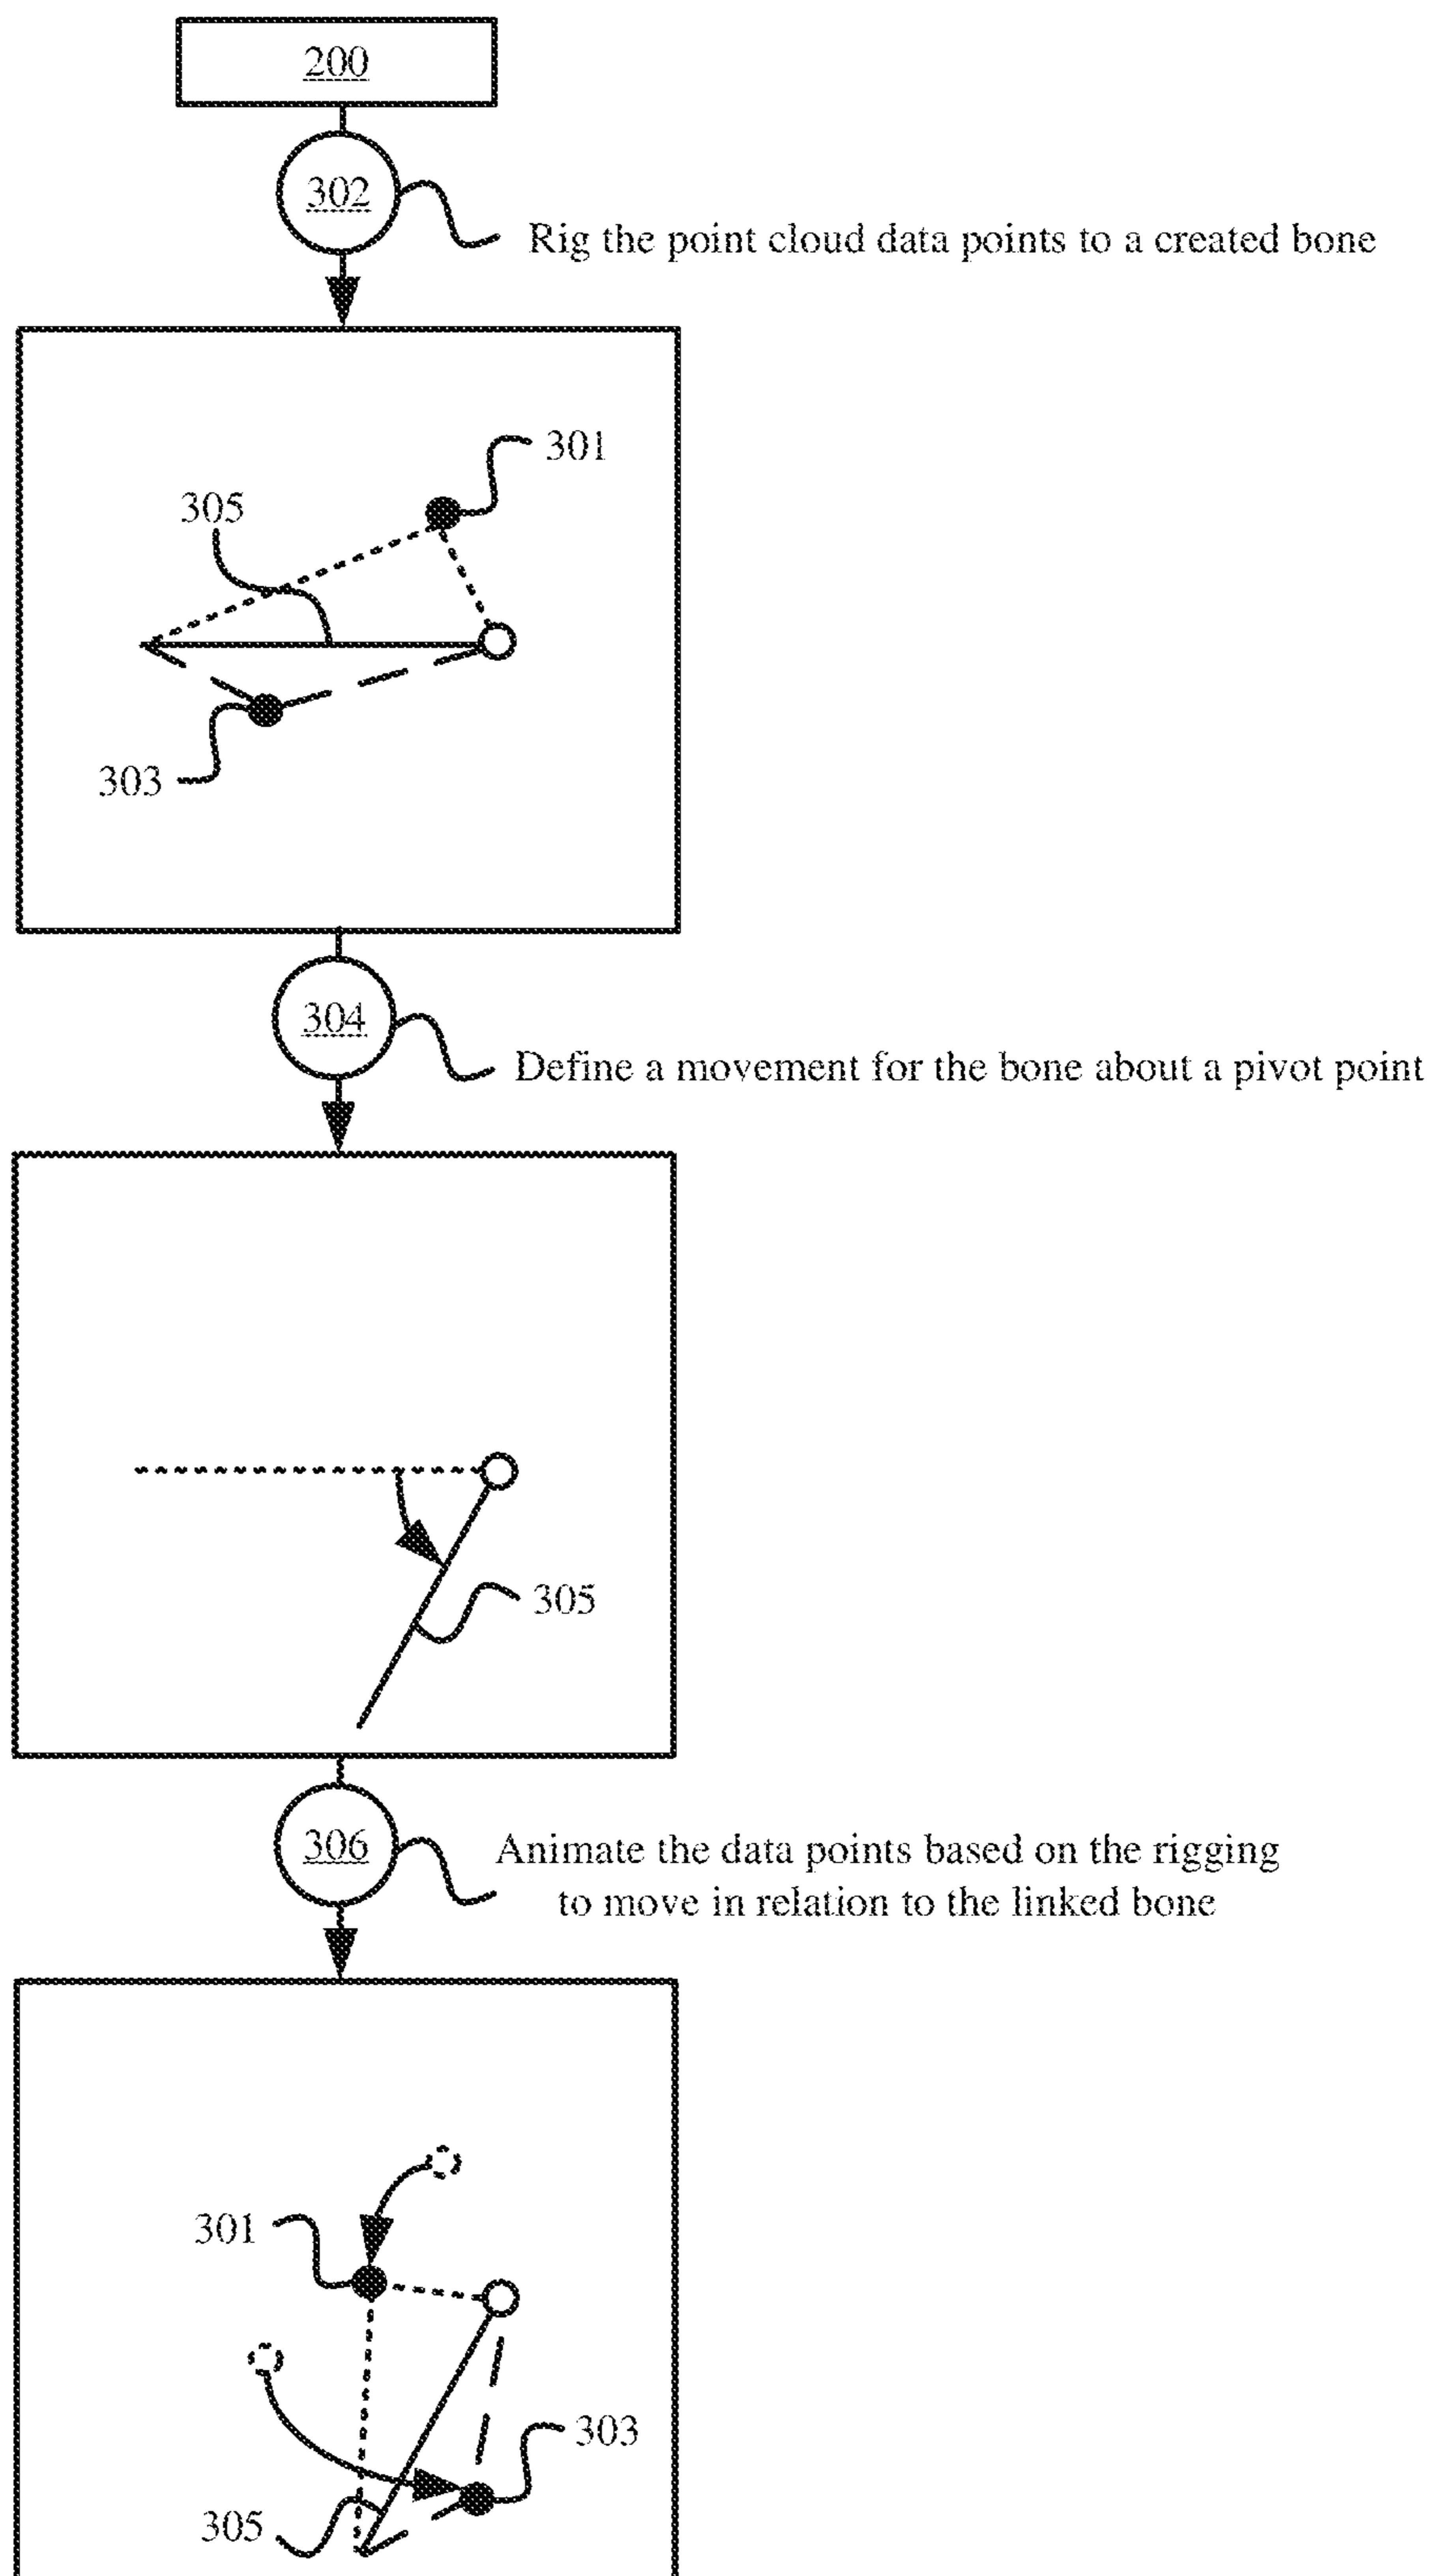 200
302
Rig the point cloud data points to a created bone
301
305
303
304
Define a movement for the bone about a pivot point
305
306
Animate the data points based on the rigging
to move in relation to the linked bone
301
303
305